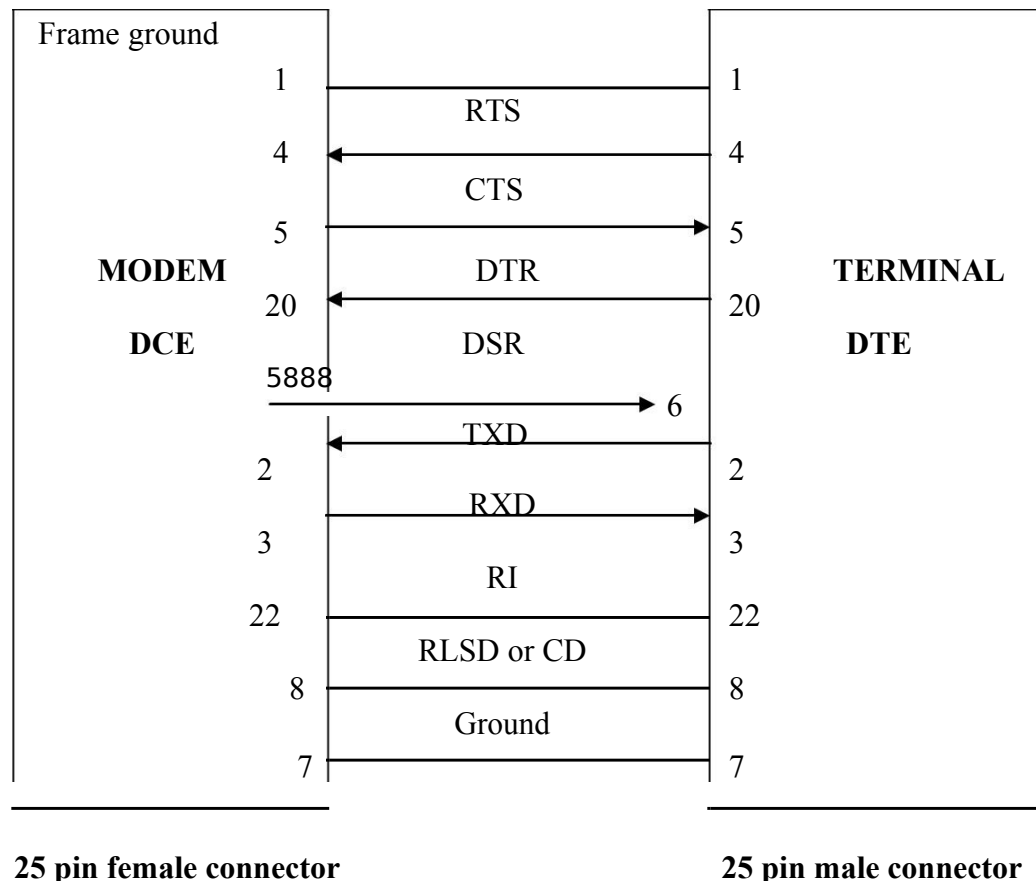 Frame ground
1 1
RTS
4 4
CTS
5 5
MODEM DTR TERMINAL
20 20
DCE DSR DTE
5888
6
TXD
2 2
RXD
3 3
RI
22 22
RLSD or CD
8 8
Ground
7 7
25 pin female connector 25 pin male connector